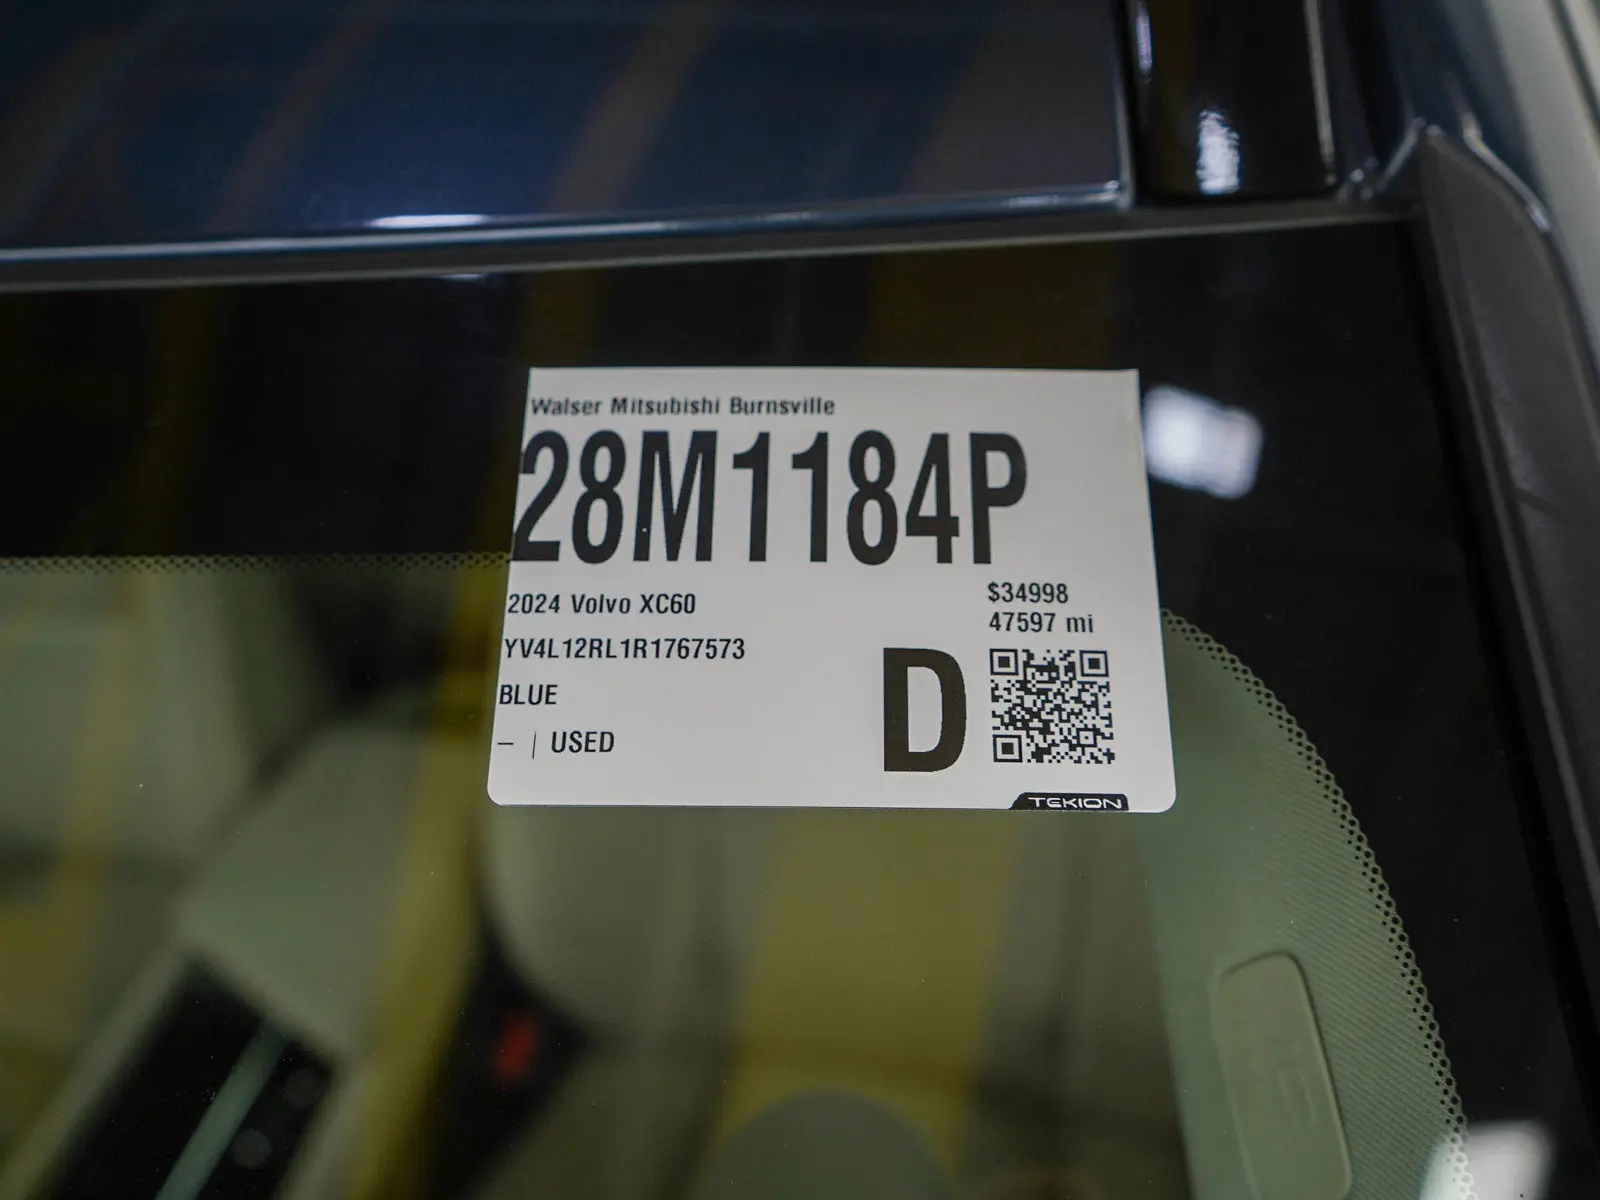 Walser Mitsubishi Burnsville
28M1184P
2024 Volvo XC60
$34998
47597 mi
YV4L12RL1R1767573
BLUE
– | USED
D
TEKION